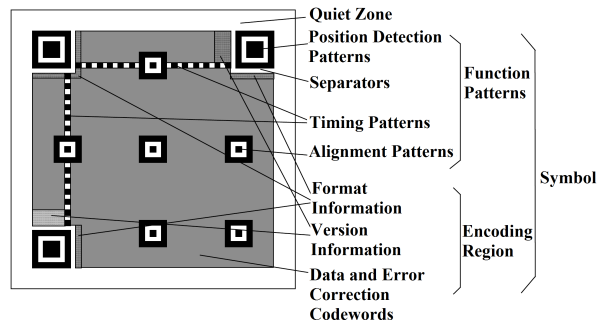 Quiet Zone
Position Detection
Patterns
Separators
Function
Patterns
Timing Patterns
Alignment Patterns
Symbol
Format
Information
Version
Information
Encoding
Region
Data and Error
Correction
Codewords